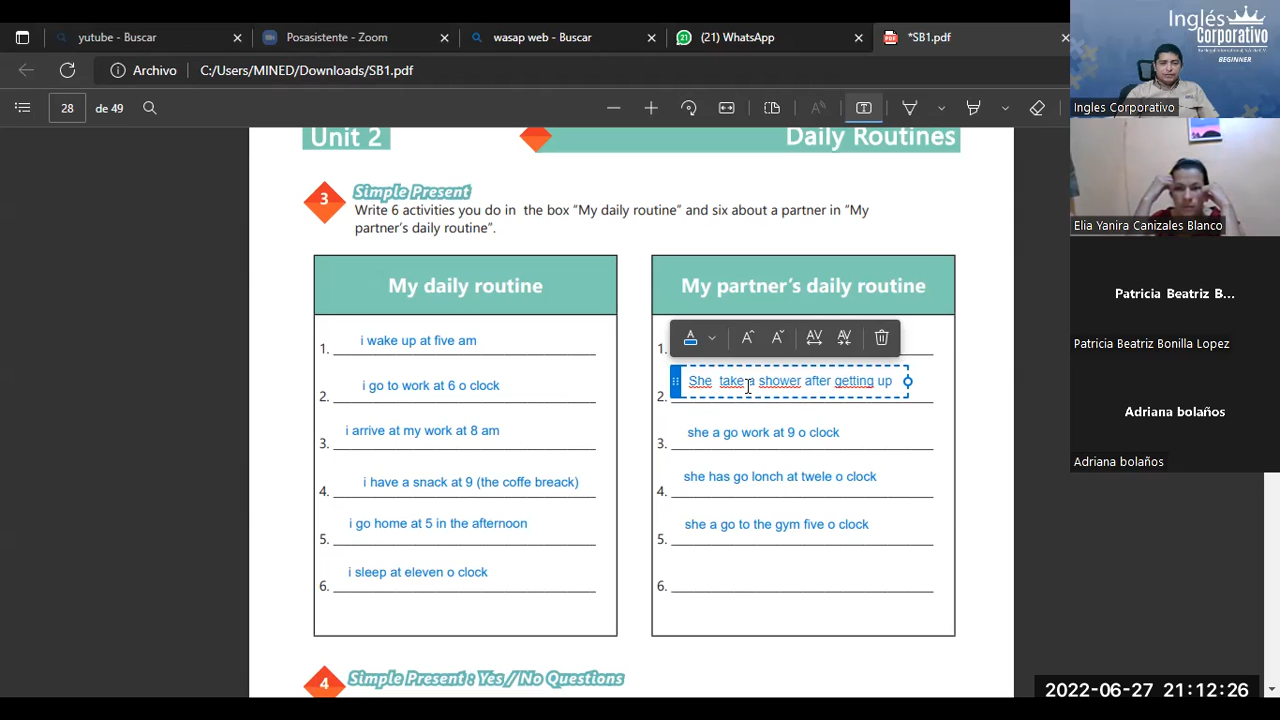 yutube - Buscar
Posasistente - Zoom
wasap web - Buscar
(21) WhatsApp
*SB1.pdf
Archivo
C:/Users/MINED/Downloads/SB1.pdf
28
de 49
Inglés
Corporativo
BEGINNER
Ingles Corporativo
Elia Yanira Canizales Blanco
Patricia Beatriz B...
Patricia Beatriz Bonilla Lopez
Adriana bolaños
Adriana bolaños
Unit 2
Daily Routines
3
Simple Present
Write 6 activities you do in the box “My daily routine” and six about a partner in “My
partner’s daily routine”.
My daily routine
1. i wake up at five am
2. i go to work at 6 o clock
3. i arrive at my work at 8 am
4. i have a snack at 9 (the coffe breack)
5. i go home at 5 in the afternoon
6. i sleep at eleven o clock
My partner’s daily routine
1.
2. She take a shower after getting up
3. she a go work at 9 o clock
4. she has go lonch at twele o clock
5. she a go to the gym five o clock
6.
4
Simple Present : Yes / No Questions
2022-06-27 21:12:26